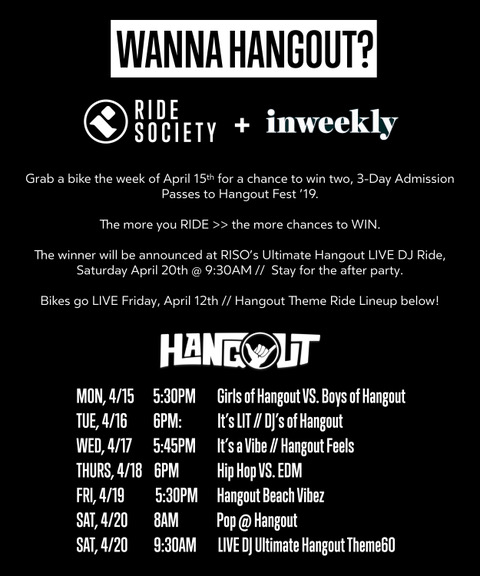 WANNA HANGOUT?
RIDE
SOCIETY + inweekly
Grab a bike the week of April 15th for a chance to win two, 3-Day Admission
Passes to Hangout Fest '19.
The more you RIDE >> the more chances to WIN.
The winner will be announced at RISO's Ultimate Hangout LIVE DJ Ride,
Saturday April 20th @ 9:30AM // Stay for the after party.
Bikes go LIVE Friday, April 12th // Hangout Theme Ride Lineup below!
HANGOUT
MON, 4/15 5:30PM Girls of Hangout VS. Boys of Hangout
TUE, 4/16 6PM: It's LIT // DJ's of Hangout
WED, 4/17 5:45PM It's a Vibe // Hangout Feels
THURS, 4/18 6PM Hip Hop VS. EDM
FRI, 4/19 5:30PM Hangout Beach Vibez
SAT, 4/20 8AM Pop @ Hangout
SAT, 4/20 9:30AM LIVE DJ Ultimate Hangout Theme60